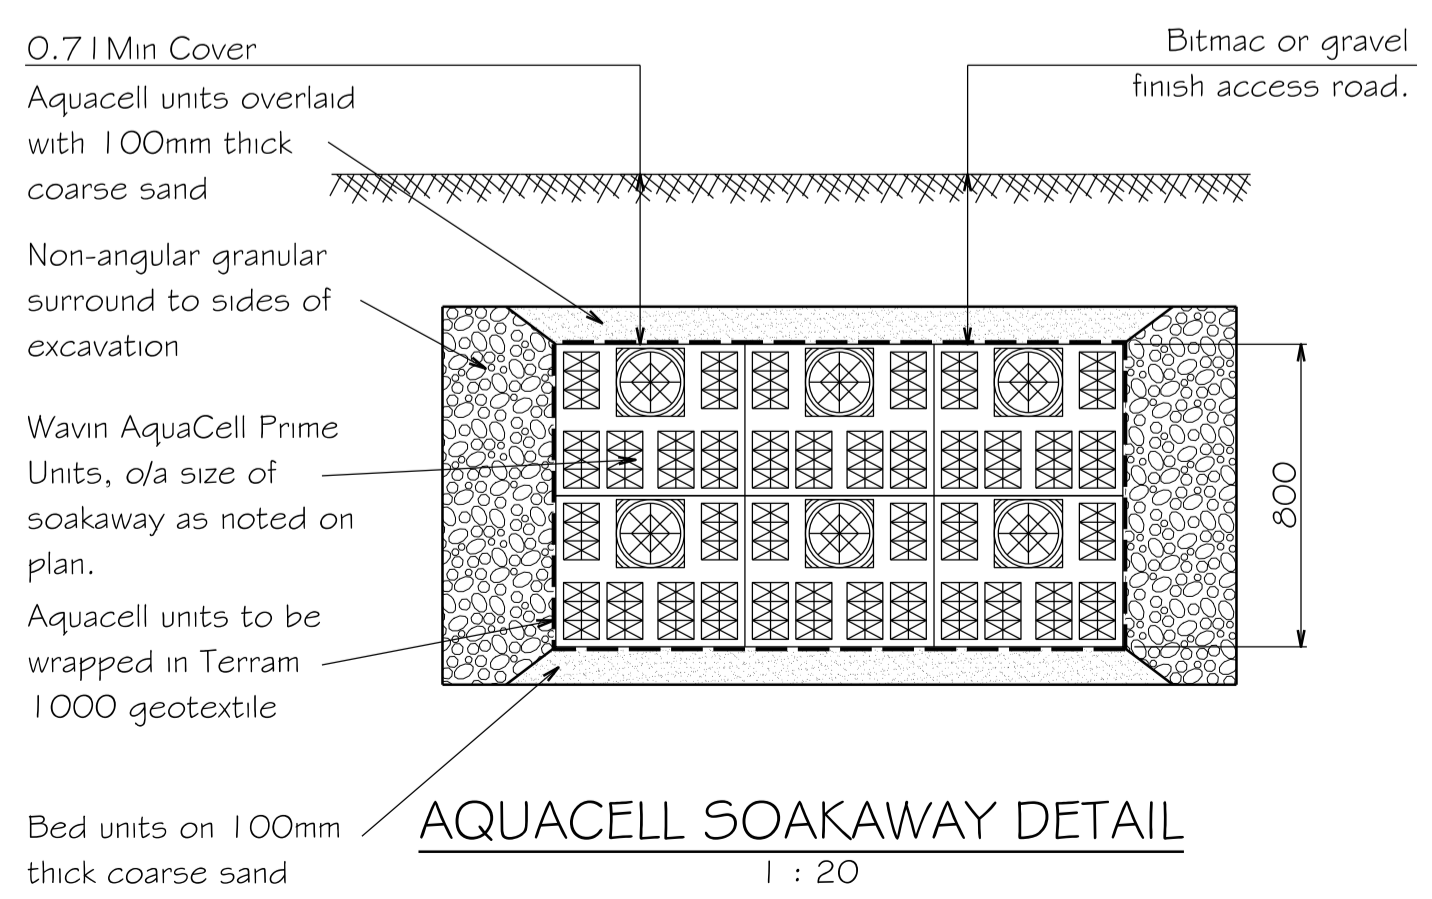 0.71Min Cover
Aquacell units overlaid
with 100mm thick
coarse sand
Non-angular granular
surround to sides of
excavation
Wavin AquaCell Prime
Units, o/a size of
soakaway as noted on
plan.
Aquacell units to be
wrapped in Terram
1000 geotextile
Bed units on 100mm
thick coarse sand
Bitmac or gravel
finish access road.
800
AQUACELL SOAKAWAY DETAIL
1 : 20